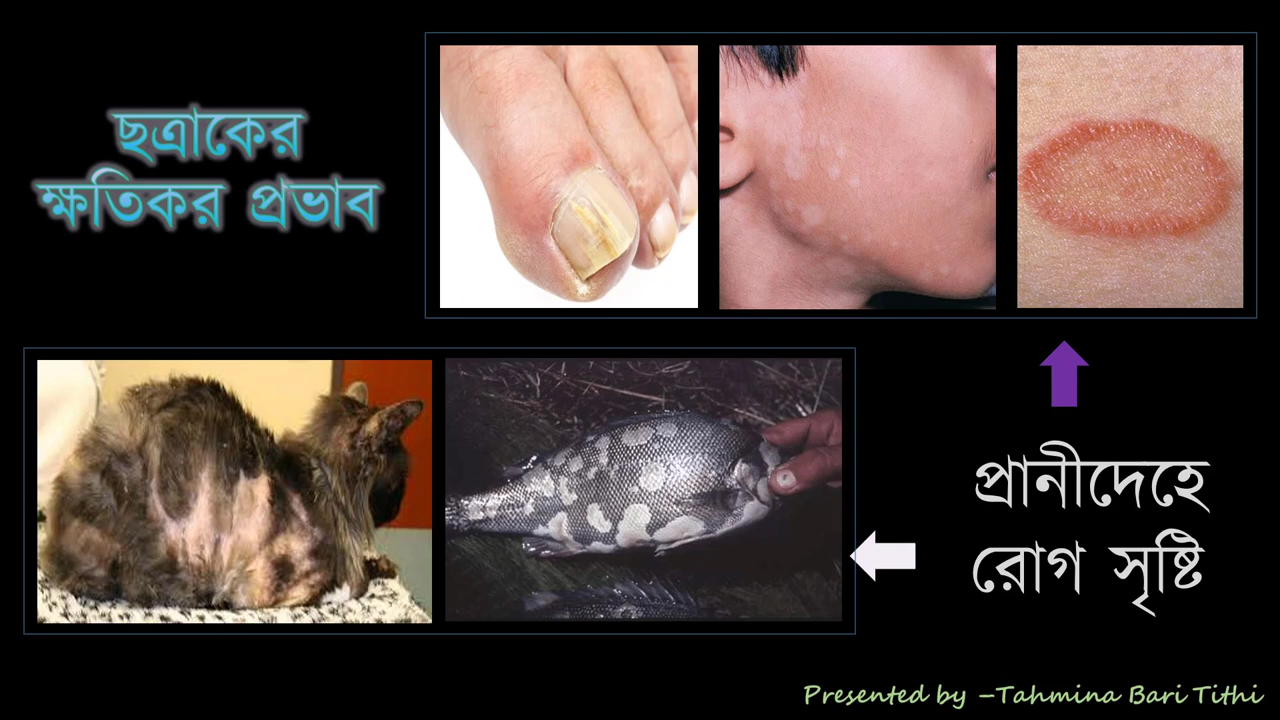 ছত্রাকের
ক্ষতিকর প্রভাব
প্রানীদেহে
রোগ সৃষ্টি
Presented by –Tahmina Bari Tithi